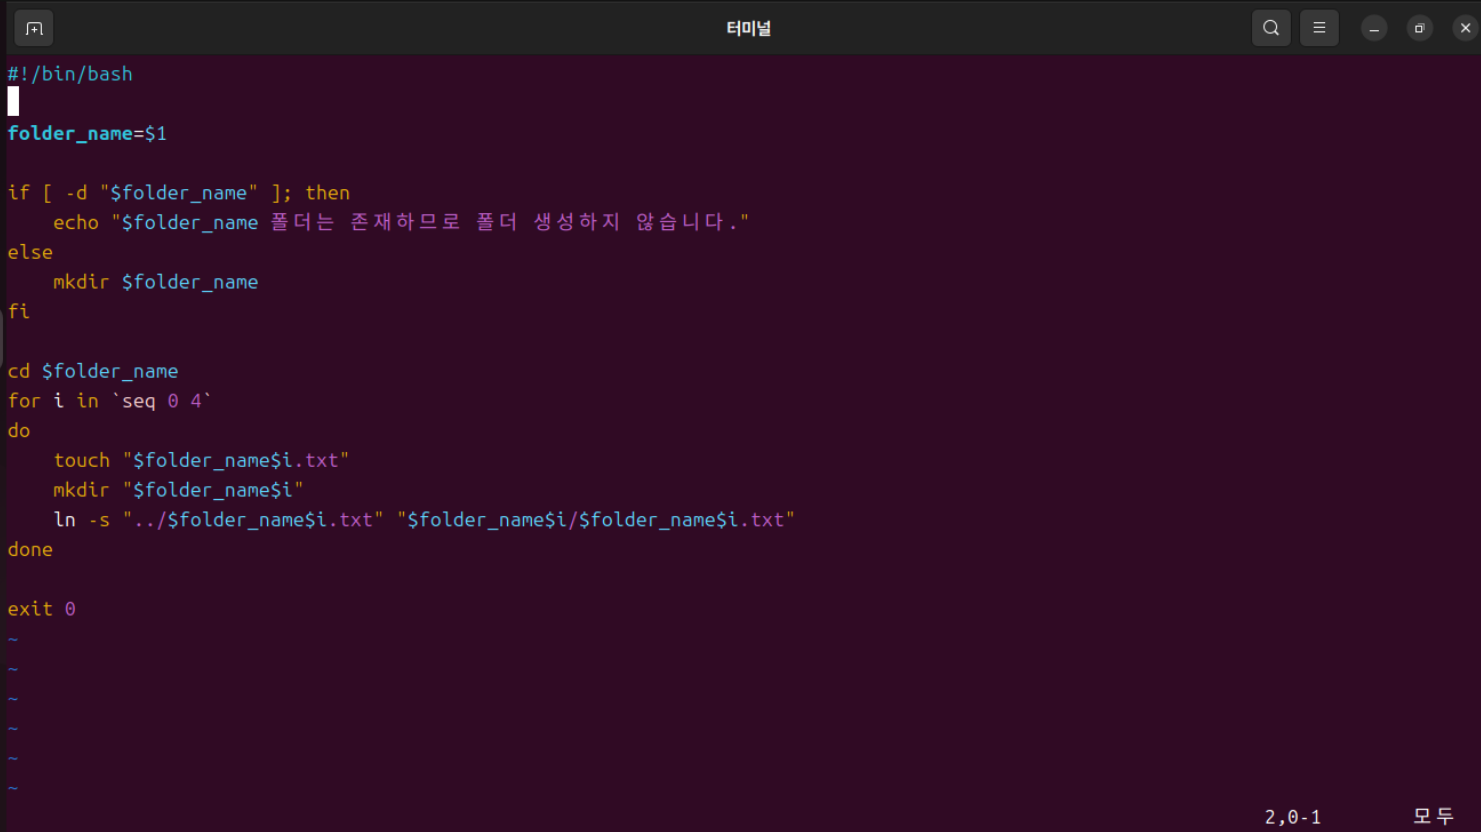 터미널
#!/bin/bash
folder_name=$1
if [ -d "$folder_name" ]; then
    echo "$folder_name 폴더는 존재하므로 폴더 생성하지 않습니다."
else
    mkdir $folder_name
fi
cd $folder_name
for i in `seq 0 4`
do
    touch "$folder_name$i.txt"
    mkdir "$folder_name$i"
    ln -s "../$folder_name$i.txt" "$folder_name$i/$folder_name$i.txt"
done
exit 0
~
~
~
~
~
~
2,0-1 모두